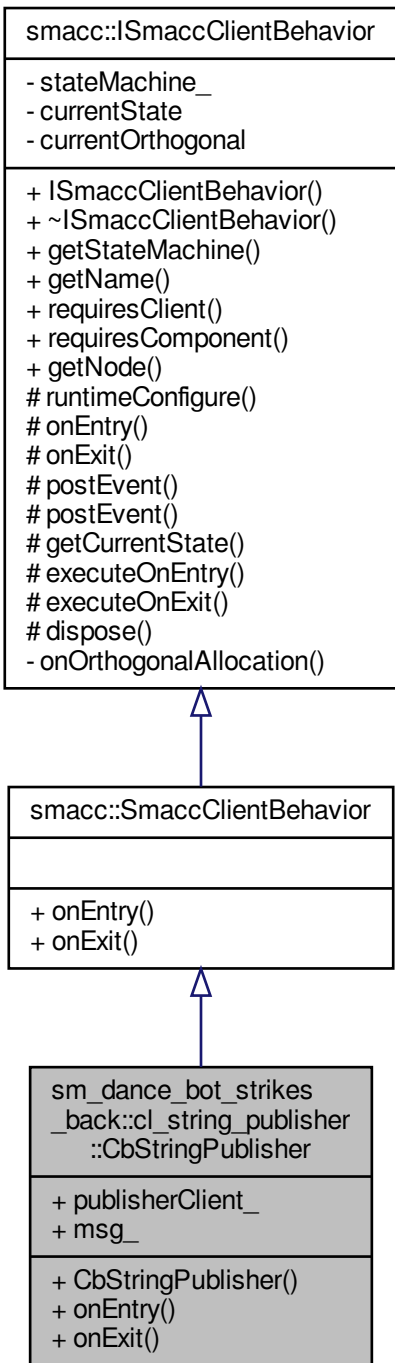 smacc::ISmaccClientBehavior
- stateMachine_
- currentState
- currentOrthogonal
+ ISmaccClientBehavior()
+ ~ISmaccClientBehavior()
+ getStateMachine()
+ getName()
+ requiresClient()
+ requiresComponent()
+ getNode()
# runtimeConfigure()
# onEntry()
# onExit()
# postEvent()
# postEvent()
# getCurrentState()
# executeOnEntry()
# executeOnExit()
# dispose()
- onOrthogonalAllocation()
smacc::SmaccClientBehavior
+ onEntry()
+ onExit()
sm_dance_bot_strikes
_back::cl_string_publisher
::CbStringPublisher
+ publisherClient_
+ msg_
+ CbStringPublisher()
+ onEntry()
+ onExit()